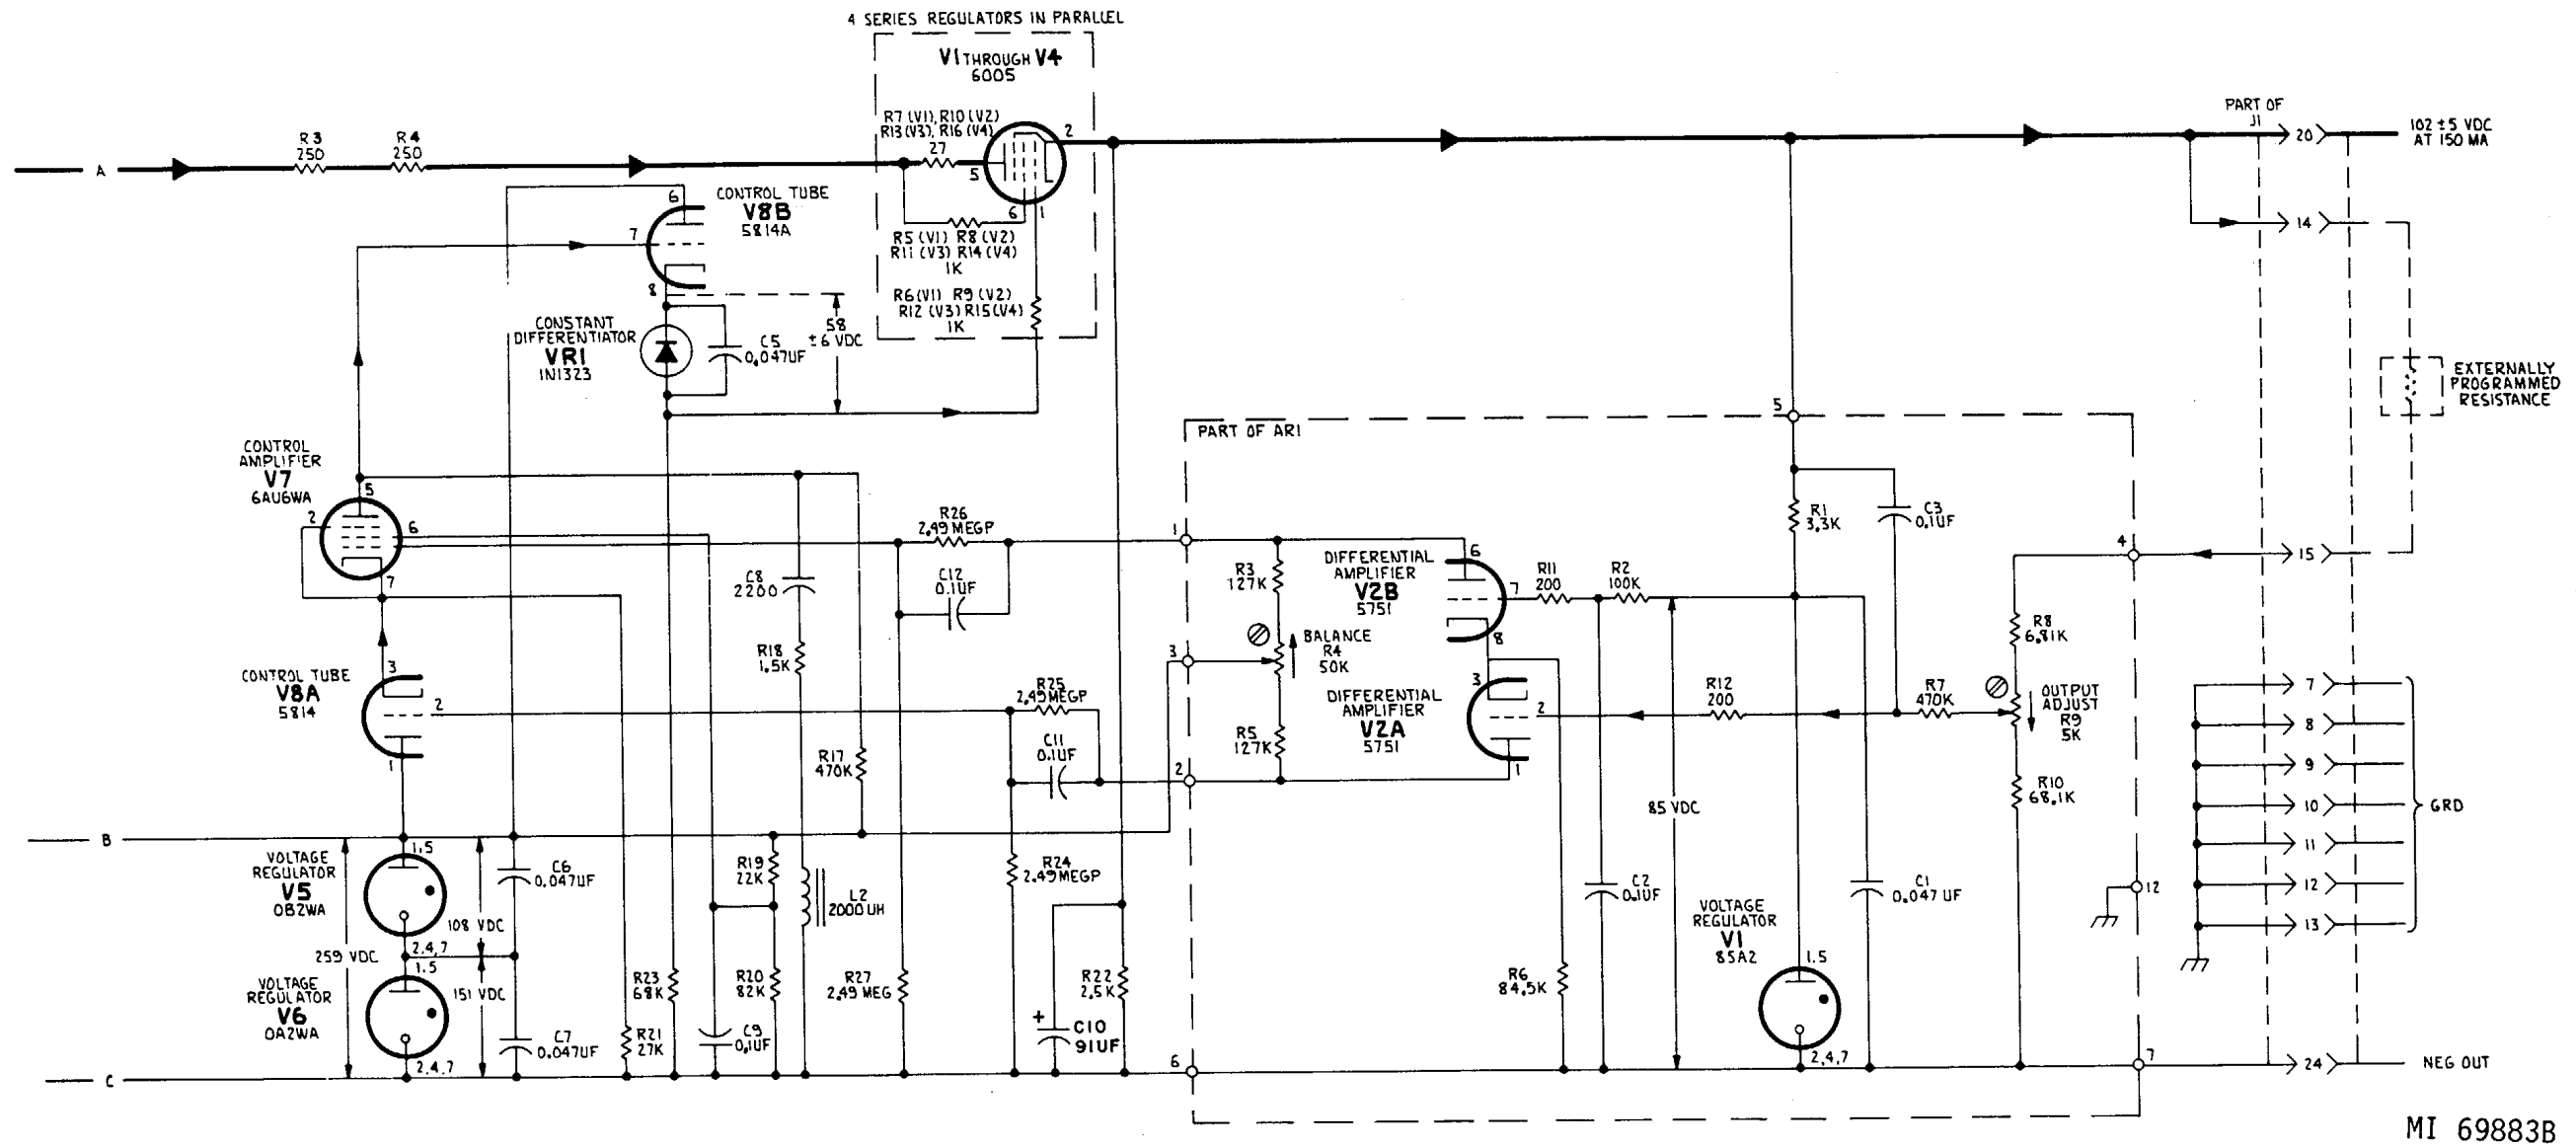 4 SERIES REGULATORS IN PARALLEL
V1 THROUGH V4
6005
R7 (V1), R10 (V2)
R13 (V3), R16 (V4)
27
2
5
6
1
R5 (V1) R8 (V2)
R11 (V3) R14 (V4)
1K
R6 (V1) R9 (V2)
R12 (V3) R15 (V4)
1K
A
R3
250
R4
250
PART OF
J1
20
102 ±5 VDC
AT 150 MA
14
CONTROL TUBE
V8B
5814A
6
7
8
CONSTANT
DIFFERENTIATOR
VR1
1N1323
C5
0.047UF
58
±6 VDC
EXTERNALLY
PROGRAMMED
RESISTANCE
CONTROL
AMPLIFIER
V7
6AU6WA
5
2
6
7
R26
2.49 MEGP
C12
0.1UF
C8
2200
R18
1.5K
PART OF AR1
5
1
R3
127K
BALANCE
R4
50K
3
R5
127K
2
DIFFERENTIAL
AMPLIFIER
V2B
5751
6
7
8
R11
200
R2
100K
R1
3.3K
C3
0.1UF
4
15
R8
6.81K
CONTROL TUBE
V8A
5814
3
2
1
R25
2.49 MEGP
C11
0.1UF
DIFFERENTIAL
AMPLIFIER
V2A
5751
3
2
1
R12
200
R7
470K
OUTPUT
ADJUST
R9
5K
R10
68.1K
R17
470K
85 VDC
7
8
9
10
11
12
13
GRD
B
VOLTAGE
REGULATOR
V5
0B2WA
1.5
2.4.7
108 VDC
C6
0.047UF
259 VDC
VOLTAGE
REGULATOR
V6
0A2WA
1.5
2.4.7
151 VDC
C7
0.047UF
R21
27K
R23
68K
R19
22K
R20
82K
C9
0.1UF
L2
2000 UH
R27
2.49 MEG
R24
2.49 MEGP
+
C10
91UF
R22
2.5K
R6
84.5K
C2
0.1UF
VOLTAGE
REGULATOR
V1
85A2
1.5
2,4,7
C1
0.047 UF
12
C
6
7
24
NEG OUT
MI 69883B